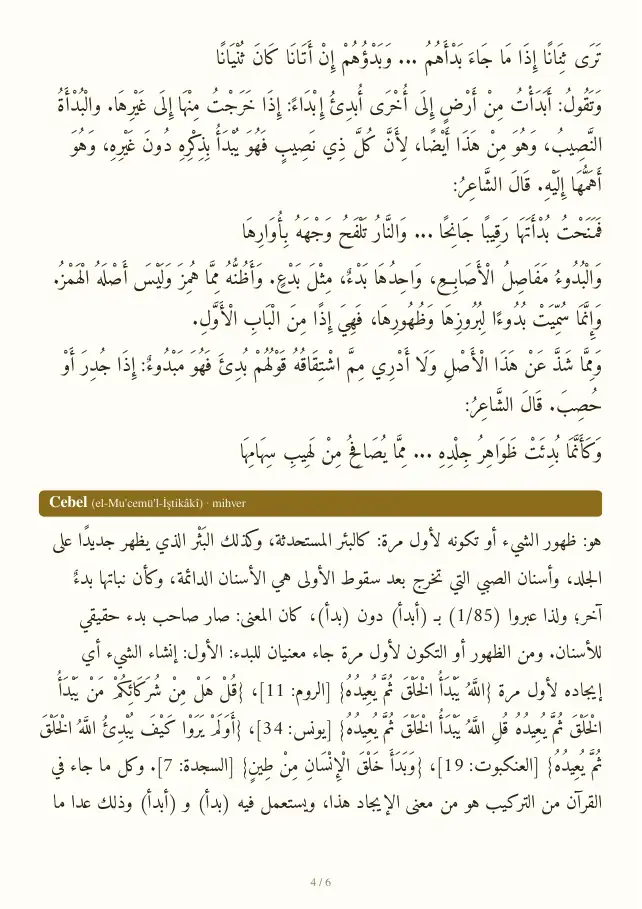 تَرَى ثِنَانًا إِذَا مَا جَاءَ بَدْأَهُمُ ... وَبَدْؤُهُمْ إِنْ أَتَانَا كَانَ ثُنْيَانًا
وَتَقُولُ: أَبَدَأْتُ مِنْ أَرْضٍ إِلَى أُخْرَى أُبدِئُ إِبْدَاءً: إِذَا خَرَجْتُ مِنْهَا إِلَى غَيْرِهَا. والْبُدْأَةُ
النَّصِيبُ، وَهُوَ مِنْ هَذَا أَيْضًا، لِأَنَّ كُلَّ ذِي نَصِيبٍ فَهُوَ يُبْدَأُ بِذِكْرِهِ دُونَ غَيْرِهِ، وَهُوَ
أَهَمُّهَا إِلَيْهِ. قَالَ الشَّاعِرُ:
فَمَنَحْتُ بُدْأَتَهَا رَقِيبًا جَانِحًا ... وَالنَّارُ تَلْفَحُ وَجْهَهُ بِأُوَارِهَا
وَالْبُدُوءُ مَفَاصِلُ الْأَصَابِعِ، وَاحِدُهَا بَدْءٌ، مِثْلَ بَدْعٍ. وَأَظُنُّهُ مِمَّا هُمِزَ وَلَيْسَ أَصْلَهُ الْهَمْزُ.
وَإِنَّمَا سُمِّيَتْ بُدُوءًا لِبُرُوزِهَا وَظُهُورِهَا، فَهِيَ إِذًا مِنَ الْبَابِ الْأَوَّلِ.
وَمِمَّا شَذَّ عَنْ هَذَا الْأَصْلِ وَلَا أَدْرِي مِمَّ اشْتِقَاقُهُ قَوْلُهُمْ بُدِئَ فَهُوَ مَبْدُوءٌ: إِذَا جُدِرَ أَوْ
حُصِبَ. قَالَ الشَّاعِرُ:
وَكَأَنَّمَا بُدِئَتْ ظَوَاهِرُ جِلْدِهِ ... مِمَّا يُصَافِحُ مِنْ لَهِيبِ سِهَامِهَا
Cebel (el-Mu'cemü'l-İştikâkî) · mihver
هو: ظهور الشيء أو تكونه لأول مرة: كالبئر المستحدثة، وكذلك البَثْر الذي يظهر جديدًا على
الجلد، وأسنان الصبي التي تخرج بعد سقوط الأولى هي الأسنان الدائمة، وكأن نباتها بدءٌ
آخر؛ ولذا عبروا (1/85) بـ (أبدأ) دون (بدأ)، كان المعنى: صار صاحب بدء حقيقي
للأسنان. ومن الظهور أو التكون لأول مرة جاء معنيان للبدء: الأول: إنشاء الشيء أي
إيجاده لأول مرة {اللَّهُ يَبْدَأُ الْخَلْقَ ثُمَّ يُعِيدُهُ} [الروم: 11]، {قُلْ هَلْ مِنْ شُرَكَائِكُمْ مَنْ يَبْدَأُ
الْخَلْقَ ثُمَّ يُعِيدُهُ قُلِ اللَّهُ يَبْدَأُ الْخَلْقَ ثُمَّ يُعِيدُهُ} [يونس: 34]، {أَوَلَمْ يَرَوْا كَيْفَ يُبْدِئُ اللَّهُ الْخَلْقَ
ثُمَّ يُعِيدُهُ} [العنكبوت: 19]، {وَبَدَأَ خَلْقَ الْإِنْسَانِ مِنْ طِينٍ} [السجدة: 7]. وكل ما جاء في
القرآن من التركيب هو من معنى الإيجاد هذا، ويستعمل فيه (بدأ) و (أبدأ) وذلك عدا ما
4 / 6